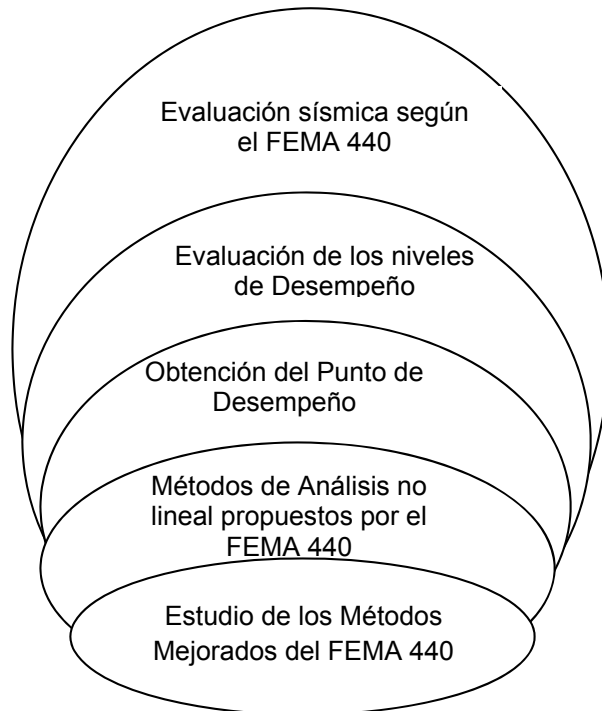 Evaluación sísmica según
el FEMA 440
Evaluación de los niveles
de Desempeño
Obtención del Punto de
Desempeño
Métodos de Análisis no
lineal propuestos por el
FEMA 440
Estudio de los Métodos
Mejorados del FEMA 440